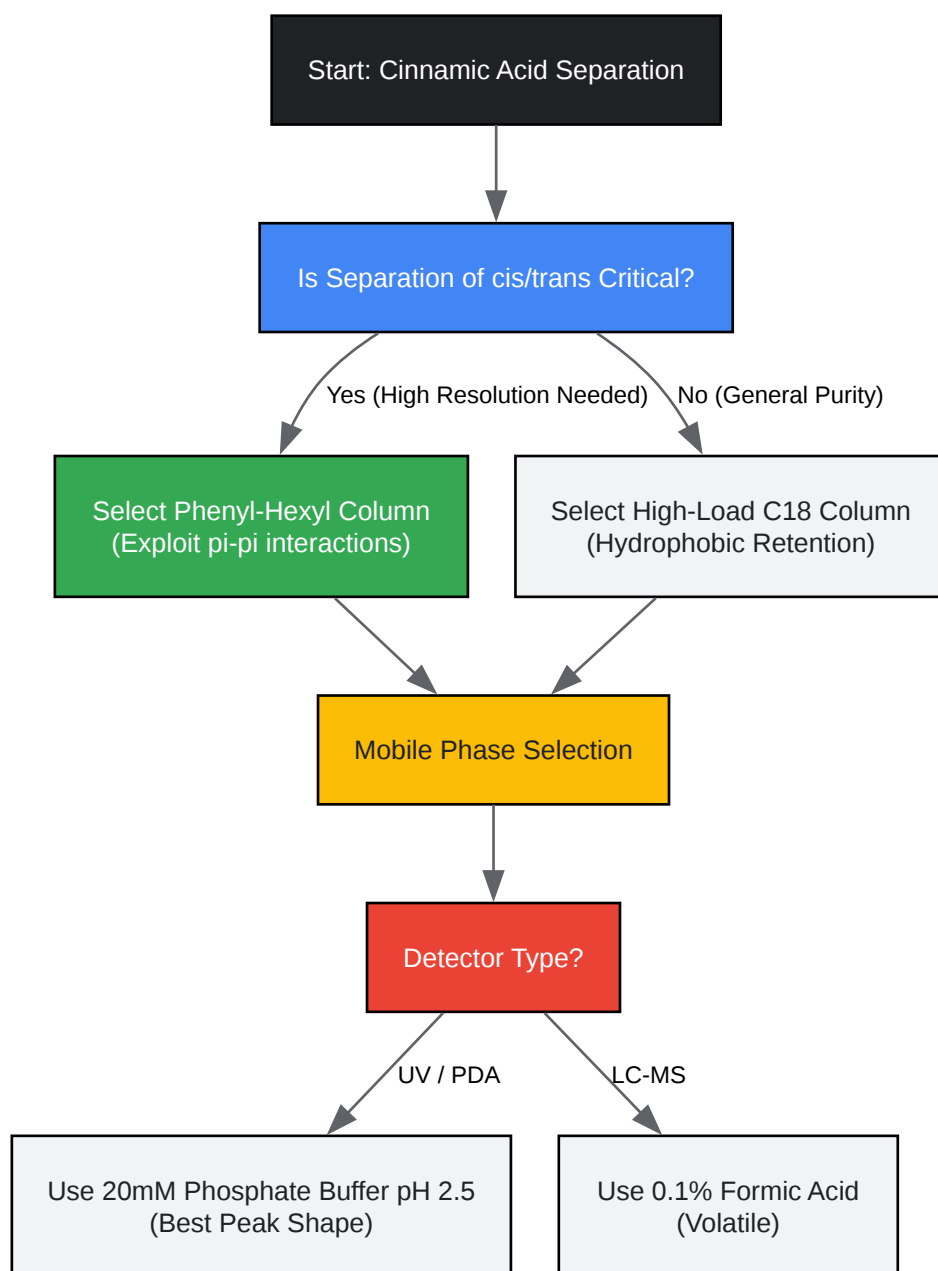 Start: Cinnamic Acid Separation
Is Separation of cis/trans Critical?
Yes (High Resolution Needed)
No (General Purity)
Select Phenyl-Hexyl Column
(Exploit pi-pi interactions)
Select High-Load C18 Column
(Hydrophobic Retention)
Mobile Phase Selection
Detector Type?
UV / PDA
LC-MS
Use 20mM Phosphate Buffer pH 2.5
(Best Peak Shape)
Use 0.1% Formic Acid
(Volatile)